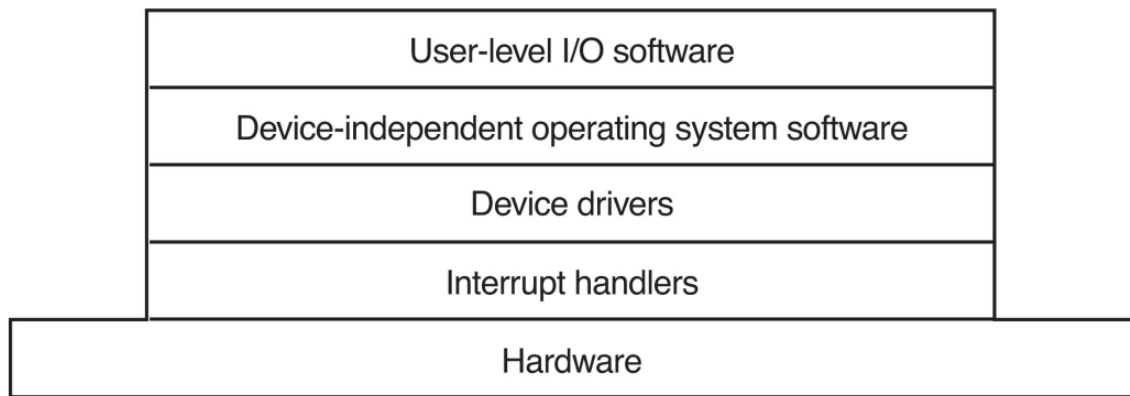 User-level I/O software
Device-independent operating system software
Device drivers
Interrupt handlers
Hardware